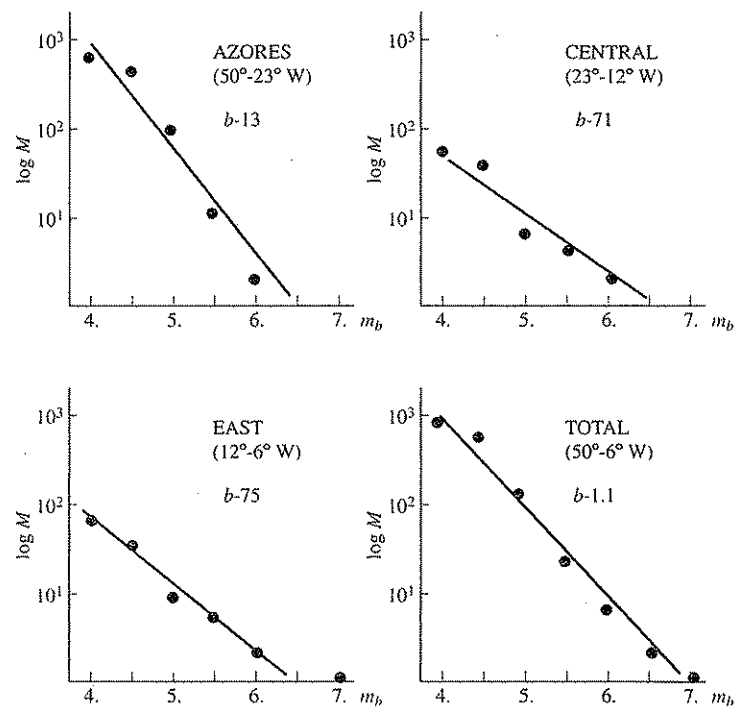 AZORES
(50°-23° W)
b-13
log M
10³
10²
10¹
4. 5. 6. 7. m_b
CENTRAL
(23°-12° W)
b-71
log M
10³
10²
10¹
4. 5. 6. 7. m_b
EAST
(12°-6° W)
b-75
log M
10³
10²
10¹
4. 5. 6. 7. m_b
TOTAL
(50°-6° W)
b-1.1
log M
10³
10²
10¹
4. 5. 6. 7. m_b